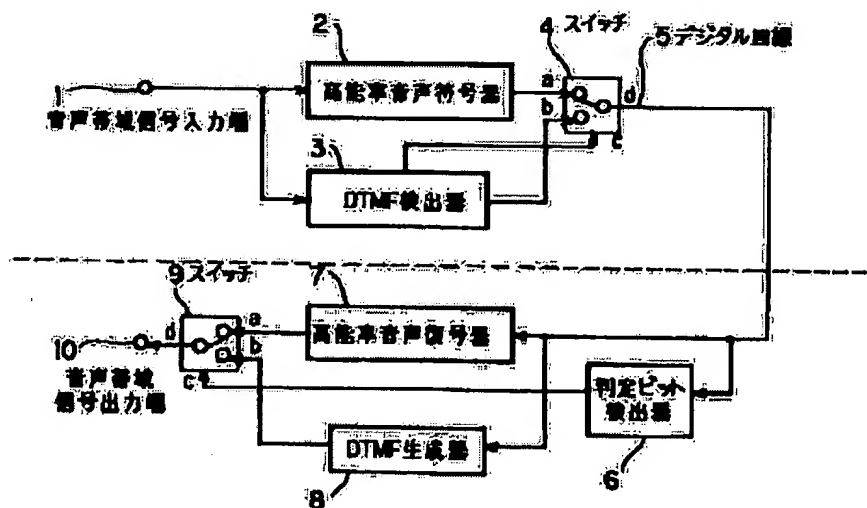 2
4 スイッチ
5 デジタル回線
1
音声帯域信号入力端
高能率音声符号器
a
b
d
c
3
DTMF検出器
9 スイッチ
7
d
a
b
c
高能率音声復号器
10
音声帯域
信号出力端
判定ビット
検出器
6
DTMF生成器
8